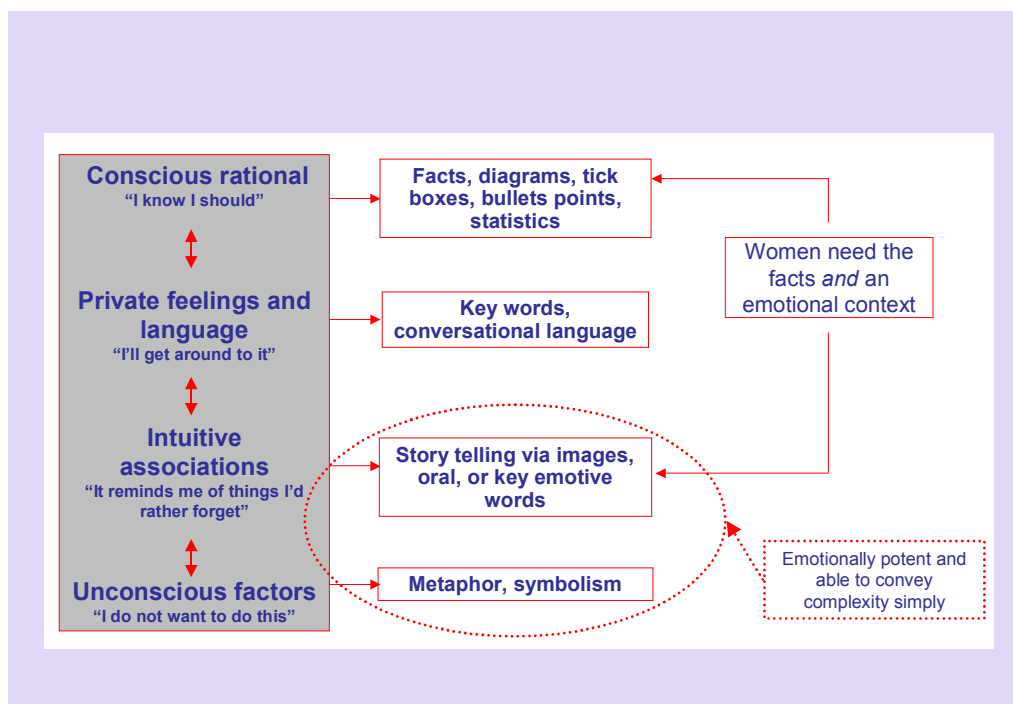 Conscious rational
“I know I should”
Private feelings and
language
“I’ll get around to it”
Intuitive
associations
“It reminds me of things I’d
rather forget”
Unconscious factors
“I do not want to do this”
Facts, diagrams, tick
boxes, bullets points,
statistics
Key words,
conversational language
Story telling via images,
oral, or key emotive
words
Metaphor, symbolism
Women need the
facts and an
emotional context
Emotionally potent and
able to convey
complexity simply